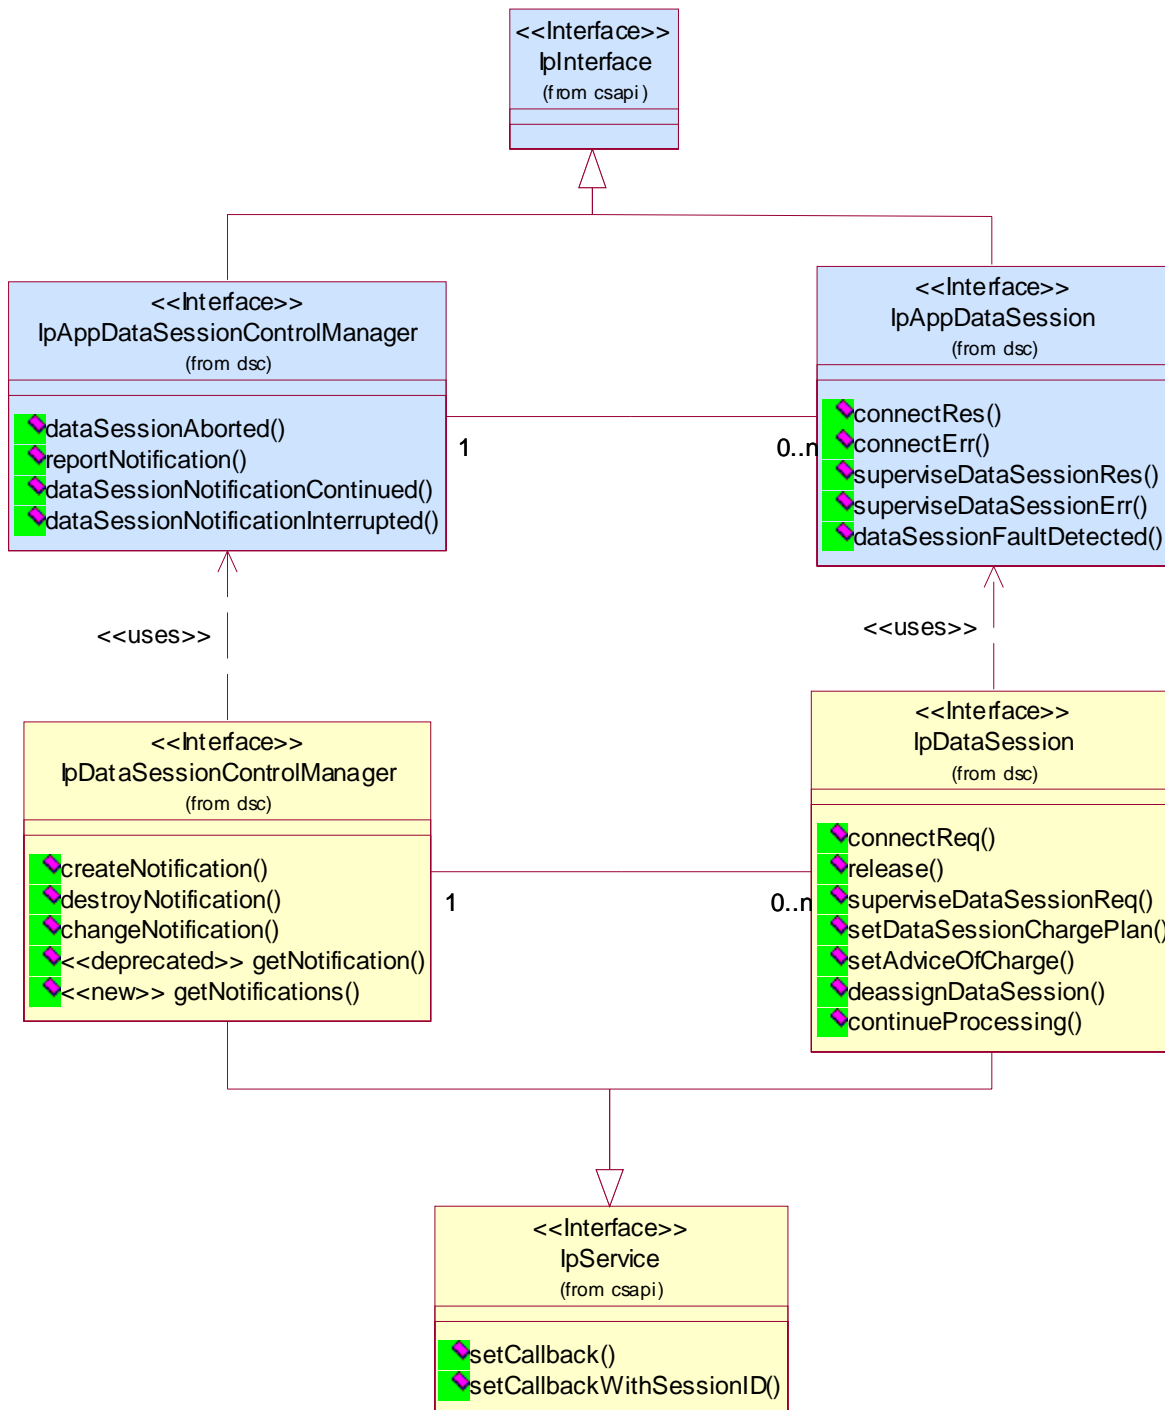 <<Interface>>
IpInterface
(from csapi)
<<Interface>>
IpAppDataSessionControlManager
(from dsc)
dataSessionAborted()
reportNotification()
dataSessionNotificationContinued()
dataSessionNotificationInterrupted()
<<Interface>>
IpAppDataSession
(from dsc)
connectRes()
connectErr()
superviseDataSessionRes()
superviseDataSessionErr()
dataSessionFaultDetected()
1
0..n
<<uses>>
<<uses>>
<<Interface>>
IpDataSessionControlManager
(from dsc)
createNotification()
destroyNotification()
changeNotification()
<<deprecated>> getNotification()
<<new>> getNotifications()
<<Interface>>
IpDataSession
(from dsc)
connectReq()
release()
superviseDataSessionReq()
setDataSessionChargePlan()
setAdviceOfCharge()
deassignDataSession()
continueProcessing()
1
0..n
<<Interface>>
IpService
(from csapi)
setCallback()
setCallbackWithSessionID()